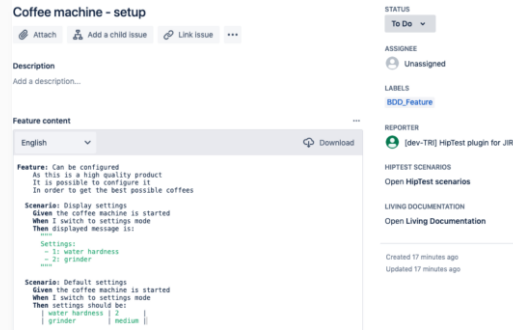 Coffee machine - setup
Attach
Add a child issue
Link issue
Description
Add a description...
Feature content
English
Download
Feature: Can be configured
As this is a high quality product
It is possible to configure it
In order to get the best possible coffees
Scenario: Display settings
Given the coffee machine is started
When I switch to settings mode
Then displayed message is:
"""
Settings:
- 1: water hardness
- 2: grinder
"""
Scenario: Default settings
Given the coffee machine is started
When I switch to settings mode
Then settings should be:
| water hardness | 2 |
| grinder | medium |
STATUS
To Do
ASSIGNEE
Unassigned
LABELS
BDD_Feature
REPORTER
[dev-TRI] HipTest plugin for JIR
HIPTEST SCENARIOS
Open HipTest scenarios
LIVING DOCUMENTATION
Open Living Documentation
Created 17 minutes ago
Updated 17 minutes ago